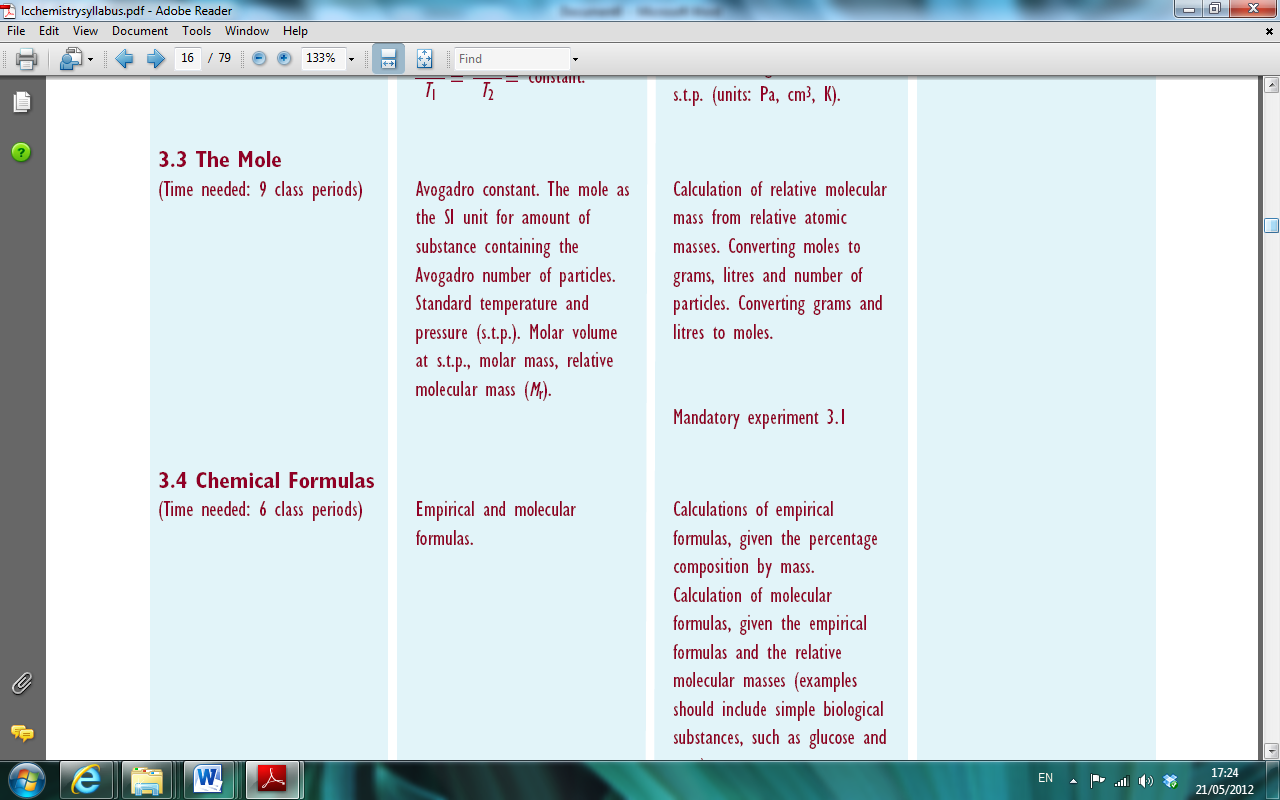 lcchemistrysyllabus.pdf - Adobe Reader
File Edit View Document Tools Window Help
16 / 79 133% Find
T1 = T2 = constant.
s.t.p. (units: Pa, cm³, K).
3.3 The Mole
(Time needed: 9 class periods)
Avogadro constant. The mole as
the SI unit for amount of
substance containing the
Avogadro number of particles.
Standard temperature and
pressure (s.t.p.). Molar volume
at s.t.p., molar mass, relative
molecular mass (Mr).
Calculation of relative molecular
mass from relative atomic
masses. Converting moles to
grams, litres and number of
particles. Converting grams and
litres to moles.
Mandatory experiment 3.1
3.4 Chemical Formulas
(Time needed: 6 class periods)
Empirical and molecular
formulas.
Calculations of empirical
formulas, given the percentage
composition by mass.
Calculation of molecular
formulas, given the empirical
formulas and the relative
molecular masses (examples
should include simple biological
substances, such as glucose and
EN
17:24
21/05/2012